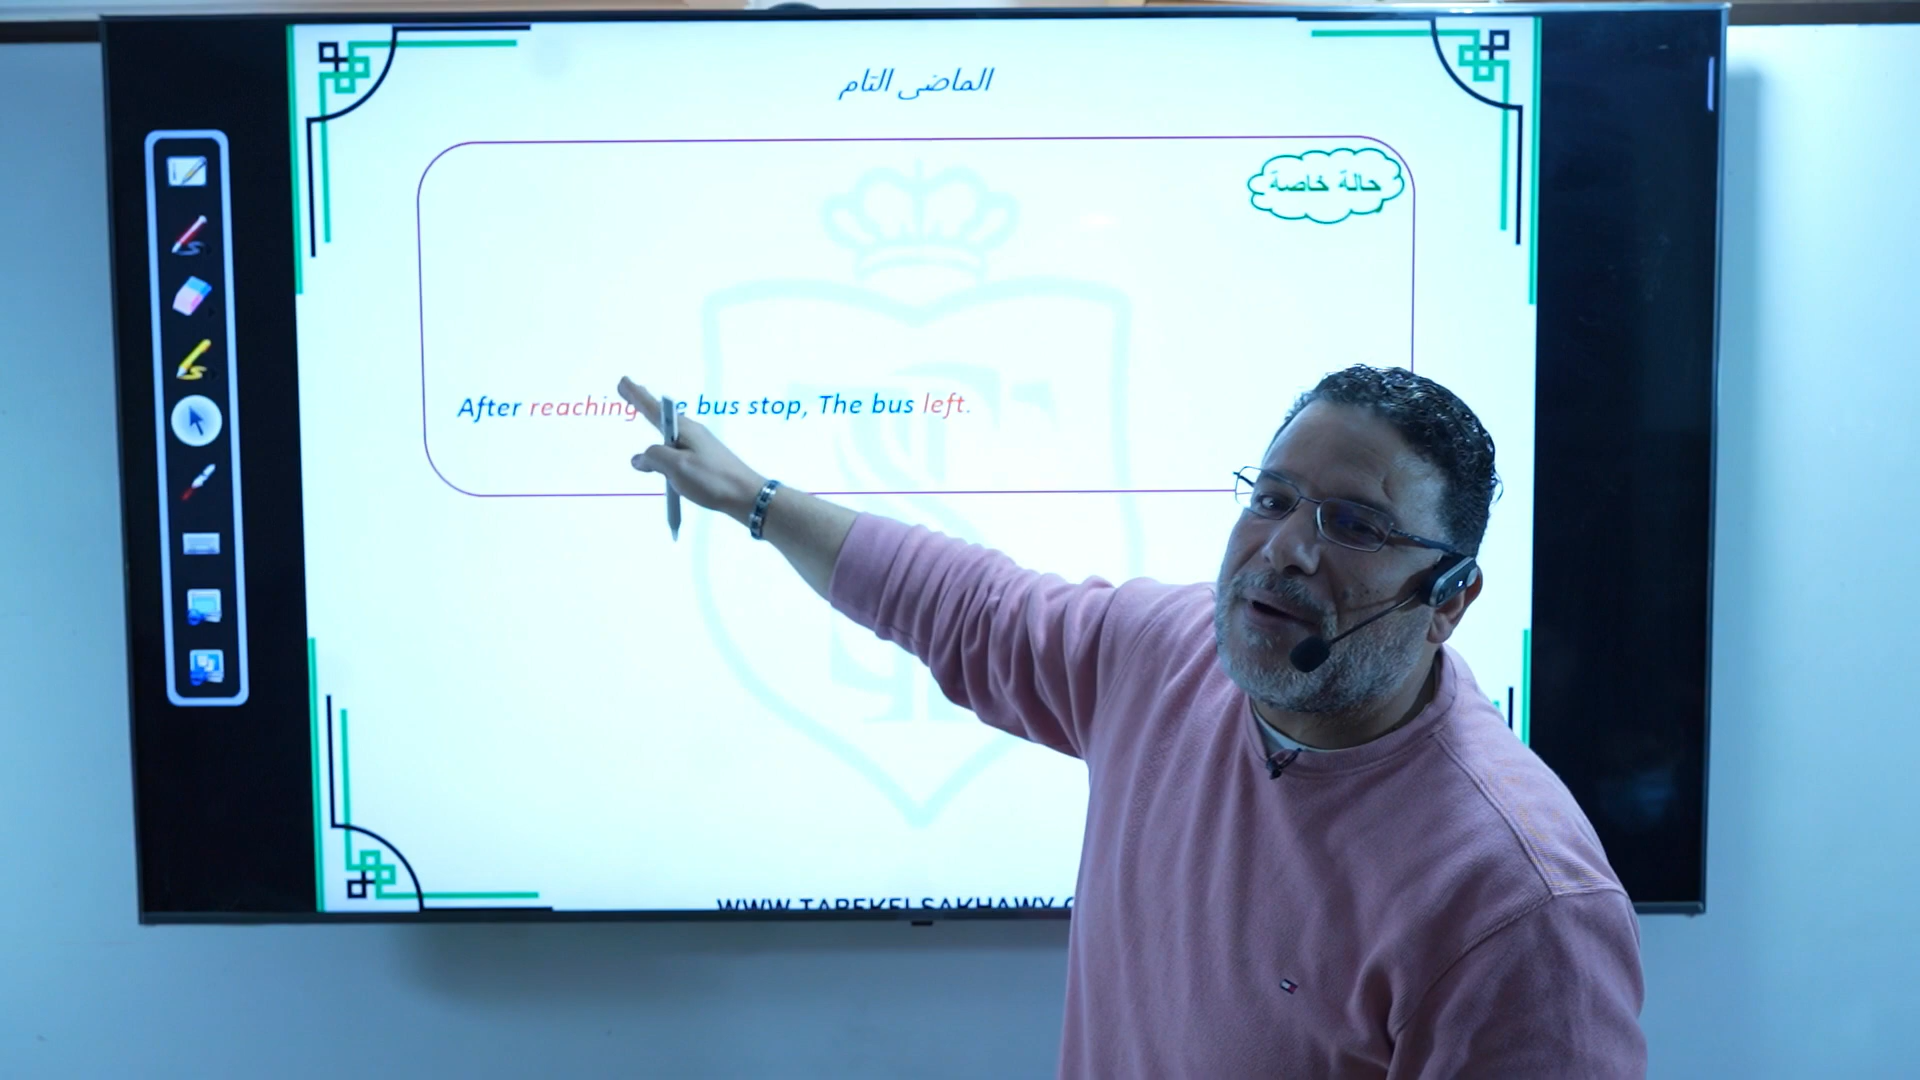 الماضى التام
حالة خاصة
After reaching bus stop, The bus left.
WWW.TAREKELSAKHAWY.C